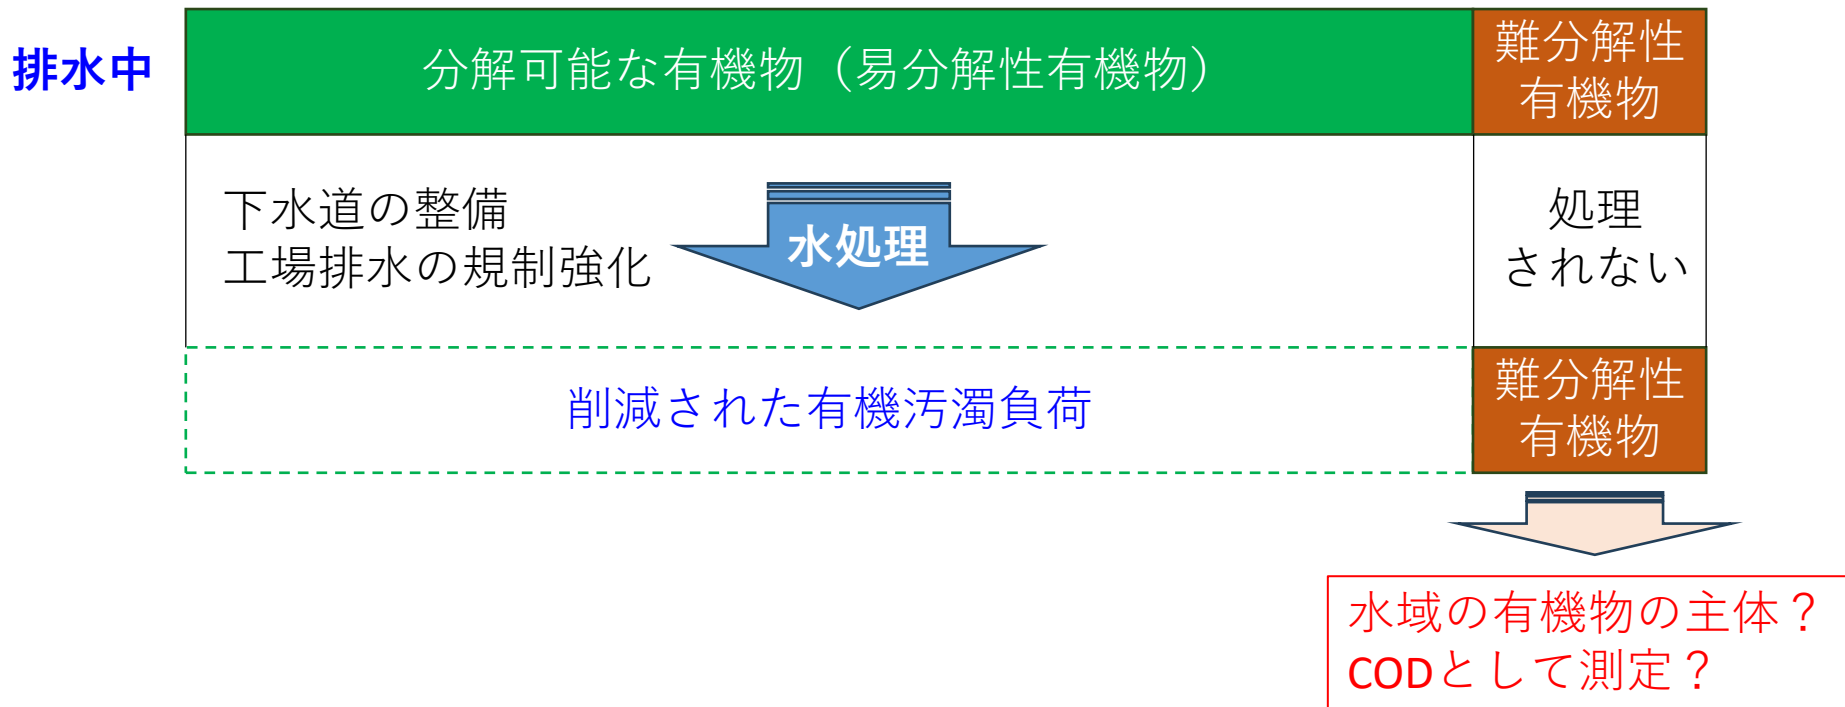 排水中
分解可能な有機物（易分解性有機物）
難分解性
有機物
下水道の整備
工場排水の規制強化
水処理
処理
されない
削減された有機汚濁負荷
難分解性
有機物
水域の有機物の主体？
CODとして測定？